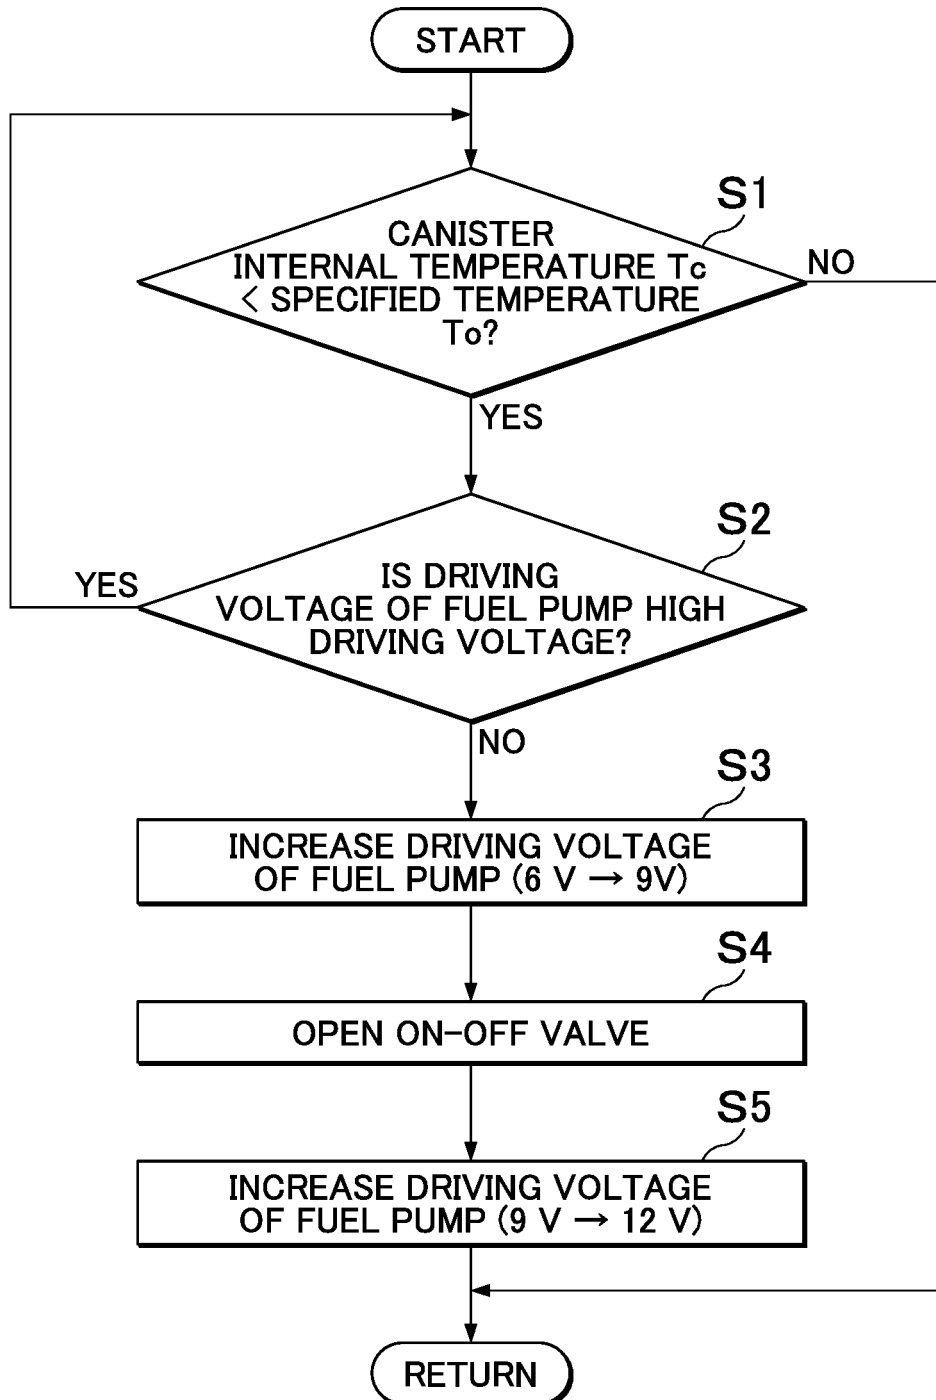 START
S1
CANISTER
INTERNAL TEMPERATURE Tc
< SPECIFIED TEMPERATURE
To?
NO
YES
S2
IS DRIVING
VOLTAGE OF FUEL PUMP HIGH
DRIVING VOLTAGE?
YES
NO
S3
INCREASE DRIVING VOLTAGE
OF FUEL PUMP (6 V → 9V)
S4
OPEN ON-OFF VALVE
S5
INCREASE DRIVING VOLTAGE
OF FUEL PUMP (9 V → 12 V)
RETURN